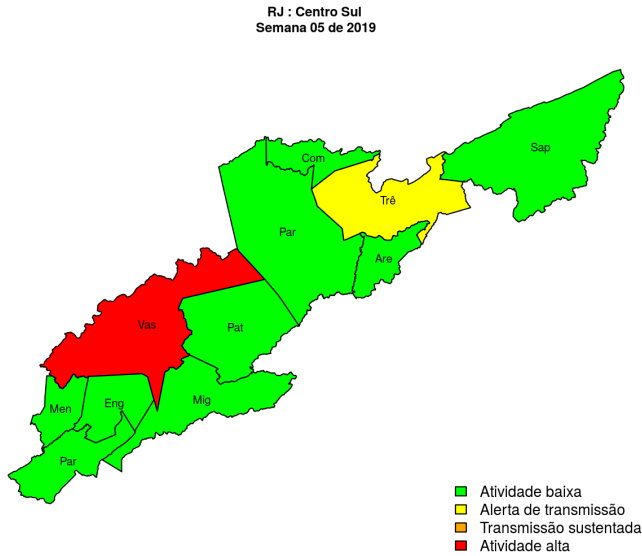 RJ : Centro Sul
Semana 05 de 2019
Sap
Com
Trê
Par
Are
Vas
Pat
Men
Eng
Mig
Par
Atividade baixa
Alerta de transmissão
Transmissão sustentada
Atividade alta